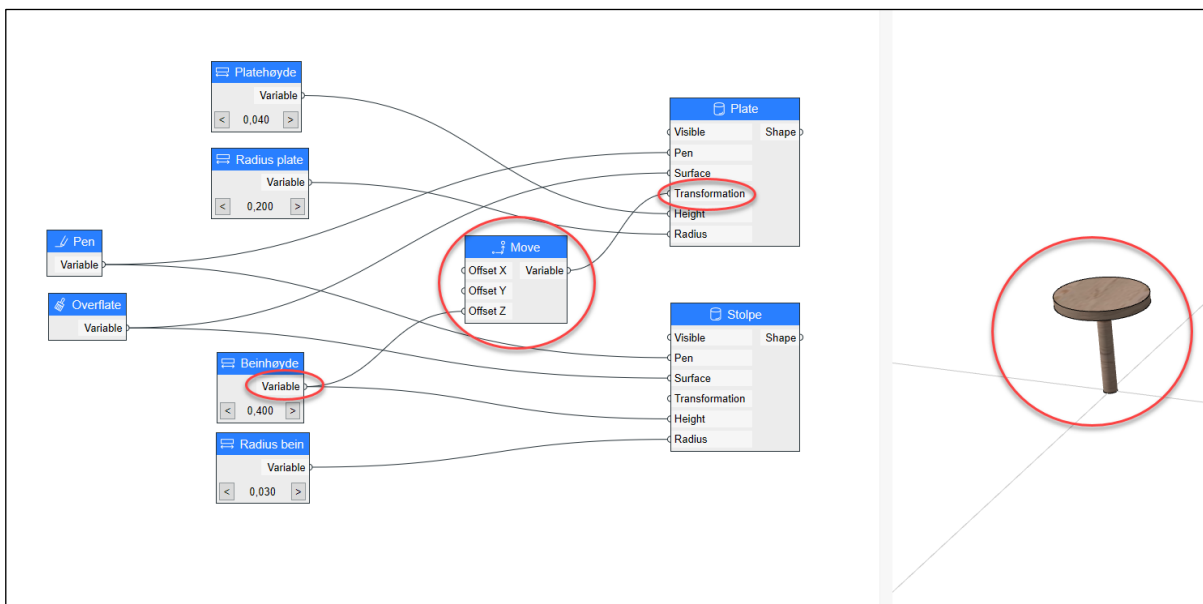 Platehøyde
Variable
< 0,040 >
Radius plate
Variable
< 0,200 >
Pen
Variable
Overflate
Variable
Beinhøyde
Variable
< 0,400 >
Radius bein
Variable
< 0,030 >
Move
Offset X Variable
Offset Y
Offset Z
Plate
Visible Shape
Pen
Surface
Transformation
Height
Radius
Stolpe
Visible Shape
Pen
Surface
Transformation
Height
Radius